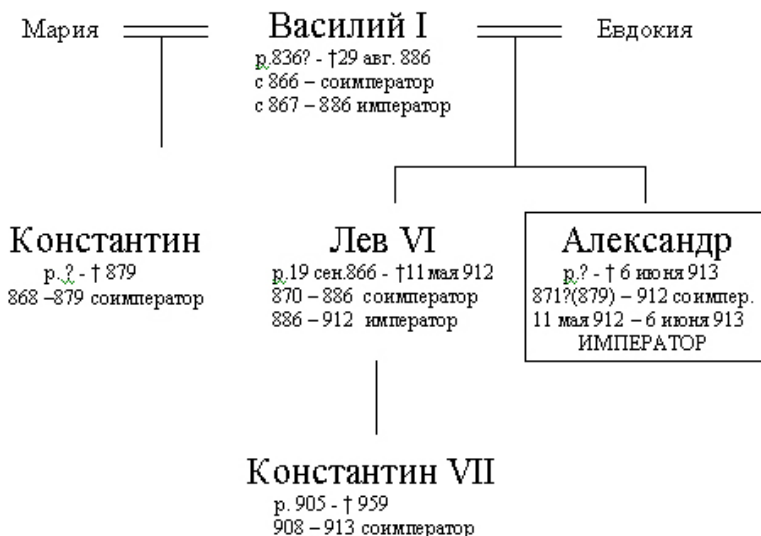 Мария
Василий I
Евдокия
р.836? - †29 авг. 886
с 866 – соимператор
с 867 – 886 император
Константин
р. ? - † 879
868 –879 соимператор
Лев VI
р.19 сен.866 - †11 мая 912
870 – 886 соимператор
886 – 912 император
Александр
р.? - † 6 июня 913
871?(879) – 912 соимпер.
11 мая 912 – 6 июня 913
ИМПЕРАТОР
Константин VII
р. 905 - † 959
908 – 913 соимператор